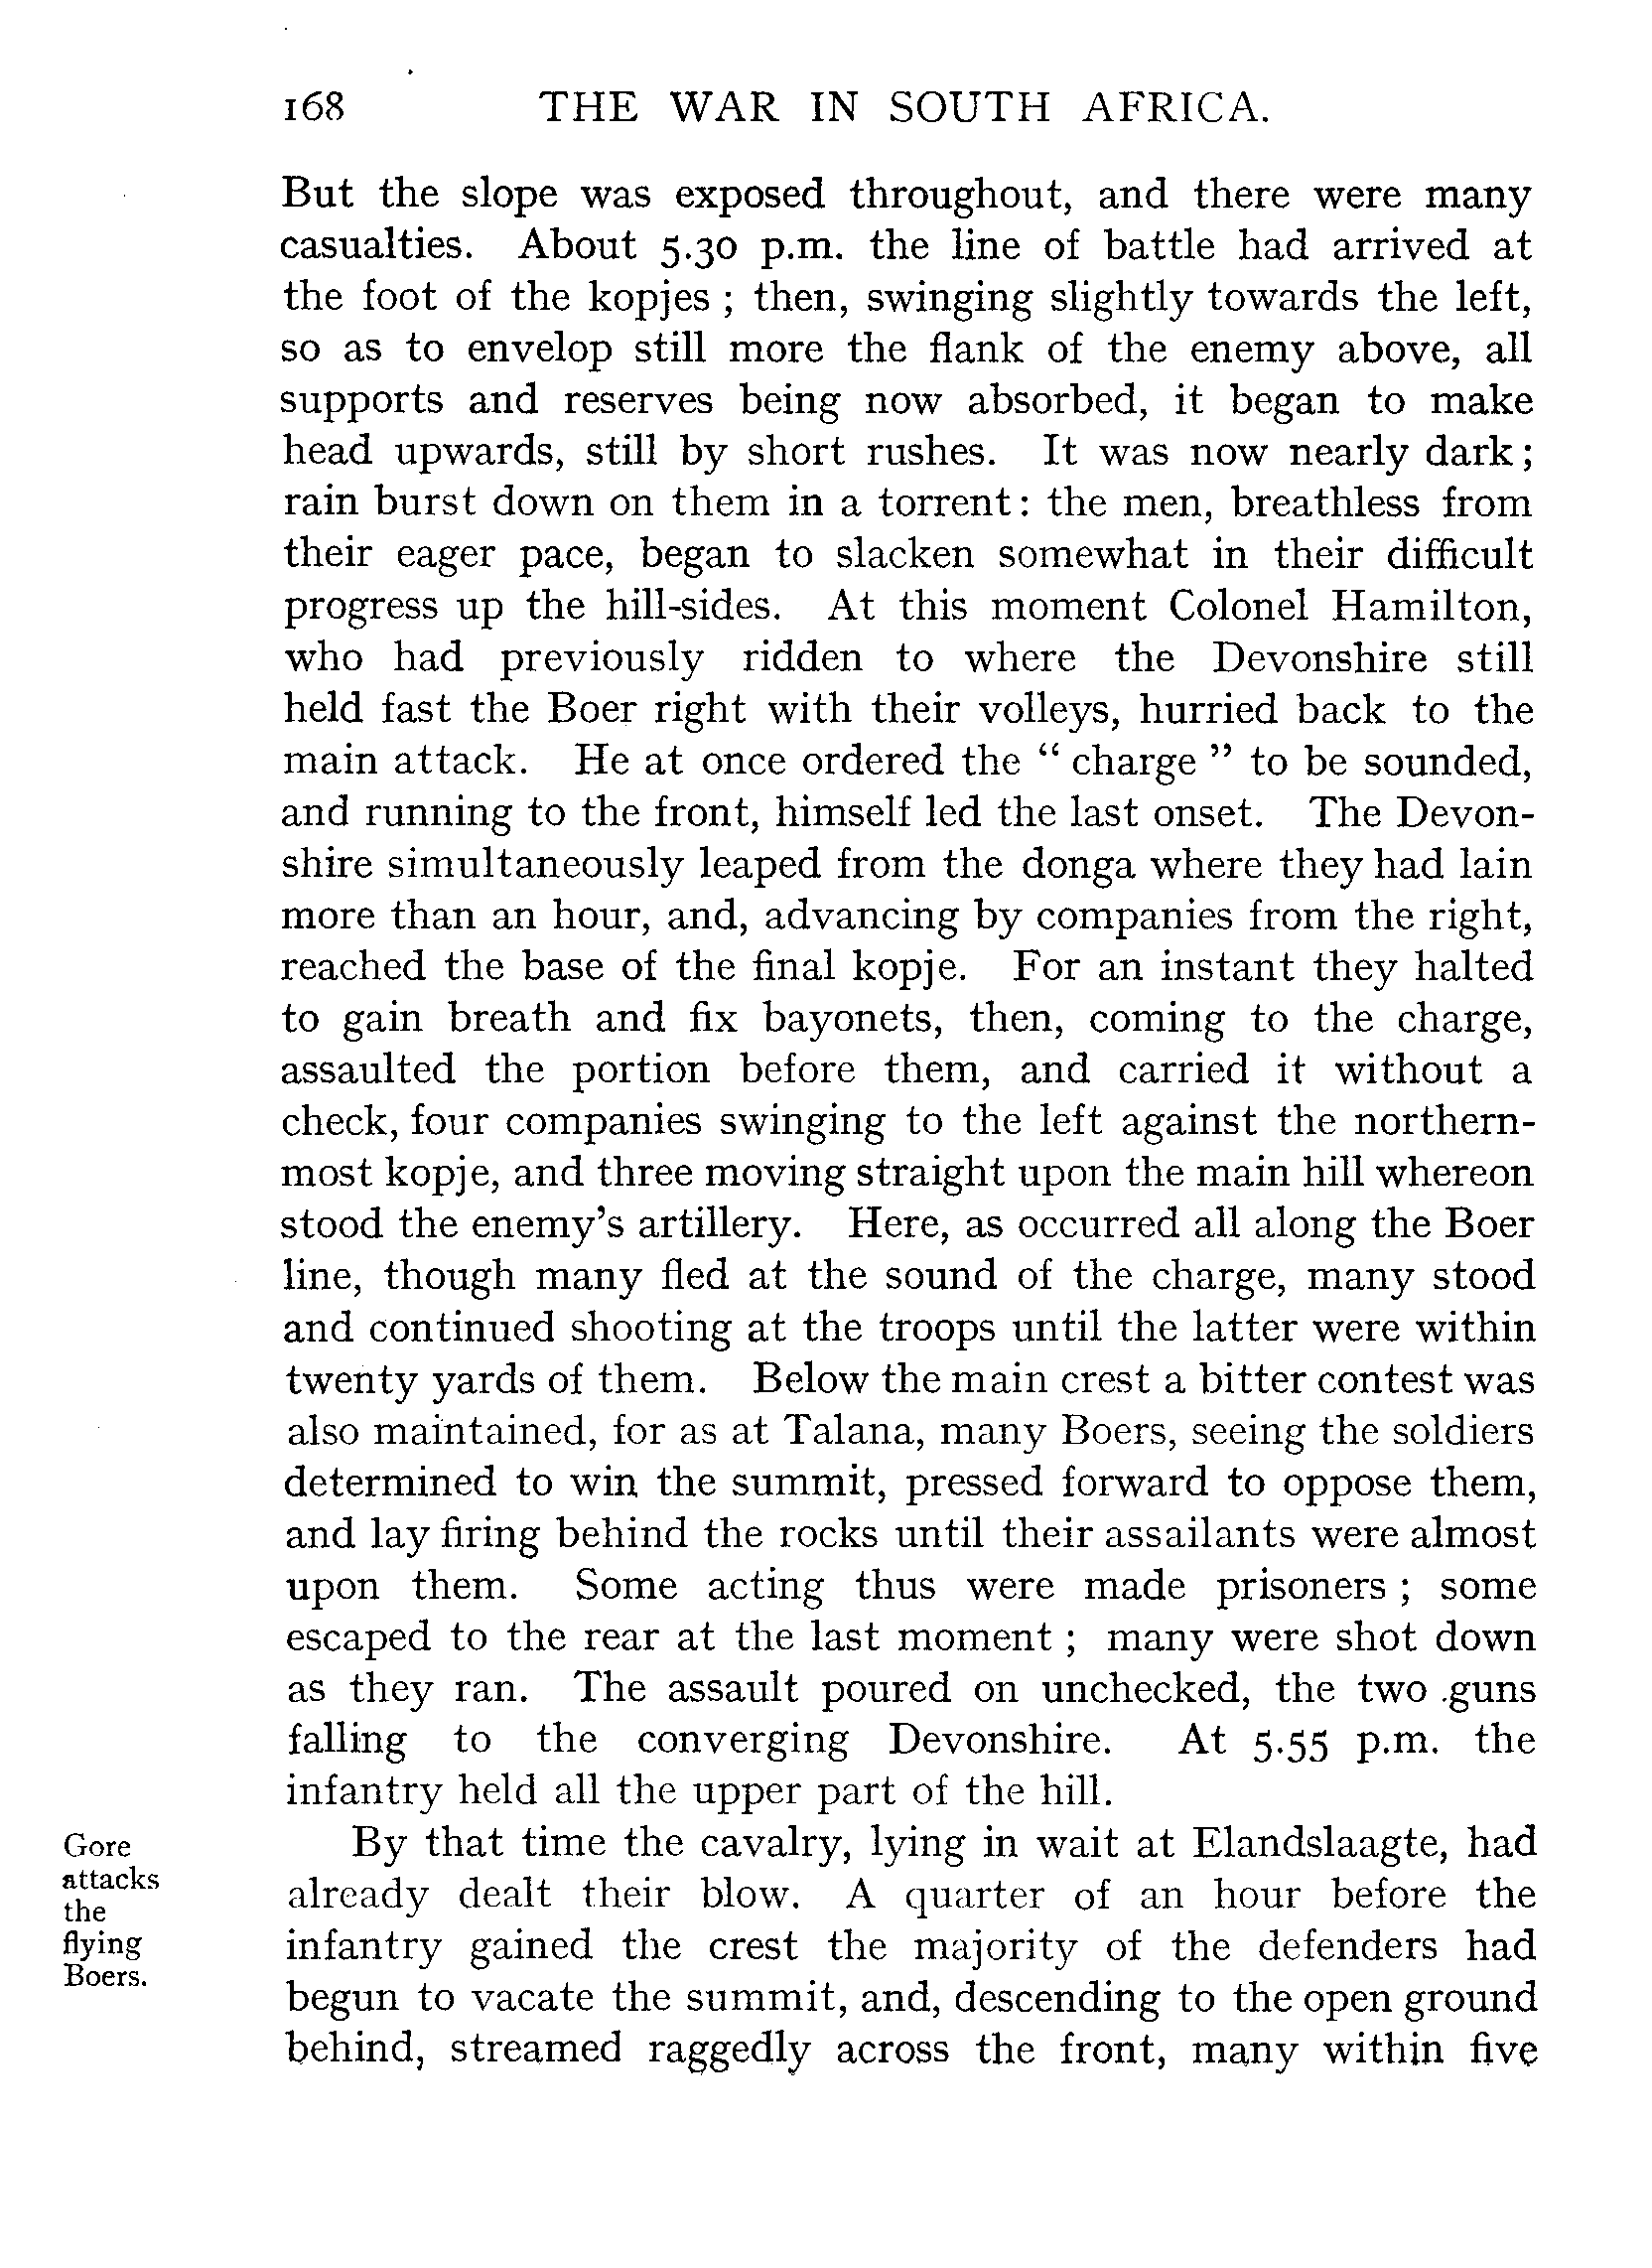 168 THE WAR IN SOUTH AFRICA.
But the slope was exposed throughout, and there were many
casualties. About 5.30 p.m. the line of battle had arrived at
the foot of the kopjes ; then, swinging slightly towards the left,
so as to envelop still more the flank of the enemy above, all
supports and reserves being now absorbed, it began to make
head upwards, still by short rushes. It was now nearly dark ;
rain burst down on them in a torrent : the men, breathless from
their eager pace, began to slacken somewhat in their difficult
progress up the hill-sides. At this moment Colonel Hamilton,
who had previously ridden to where the Devonshire still
held fast the Boer right with their volleys, hurried back to the
main attack. He at once ordered the “ charge ” to be sounded,
and running to the front, himself led the last onset. The Devon-
shire simultaneously leaped from the donga where they had lain
more than an hour, and, advancing by companies from the right,
reached the base of the final kopje. For an instant they halted
to gain breath and fix bayonets, then, coming to the charge,
assaulted the portion before them, and carried it without a
check, four companies swinging to the left against the northern-
most kopje, and three moving straight upon the main hill whereon
stood the enemy’s artillery. Here, as occurred all along the Boer
line, though many fled at the sound of the charge, many stood
and continued shooting at the troops until the latter were within
twenty yards of them. Below the main crest a bitter contest was
also maintained, for as at Talana, many Boers, seeing the soldiers
determined to win the summit, pressed forward to oppose them,
and lay firing behind the rocks until their assailants were almost
upon them. Some acting thus were made prisoners ; some
escaped to the rear at the last moment ; many were shot down
as they ran. The assault poured on unchecked, the two guns
falling to the converging Devonshire. At 5.55 p.m. the
infantry held all the upper part of the hill.
Gore
attacks
the
flying
Boers.
By that time the cavalry, lying in wait at Elandslaagte, had
already dealt their blow. A quarter of an hour before the
infantry gained the crest the majority of the defenders had
begun to vacate the summit, and, descending to the open ground
behind, streamed raggedly across the front, many within five